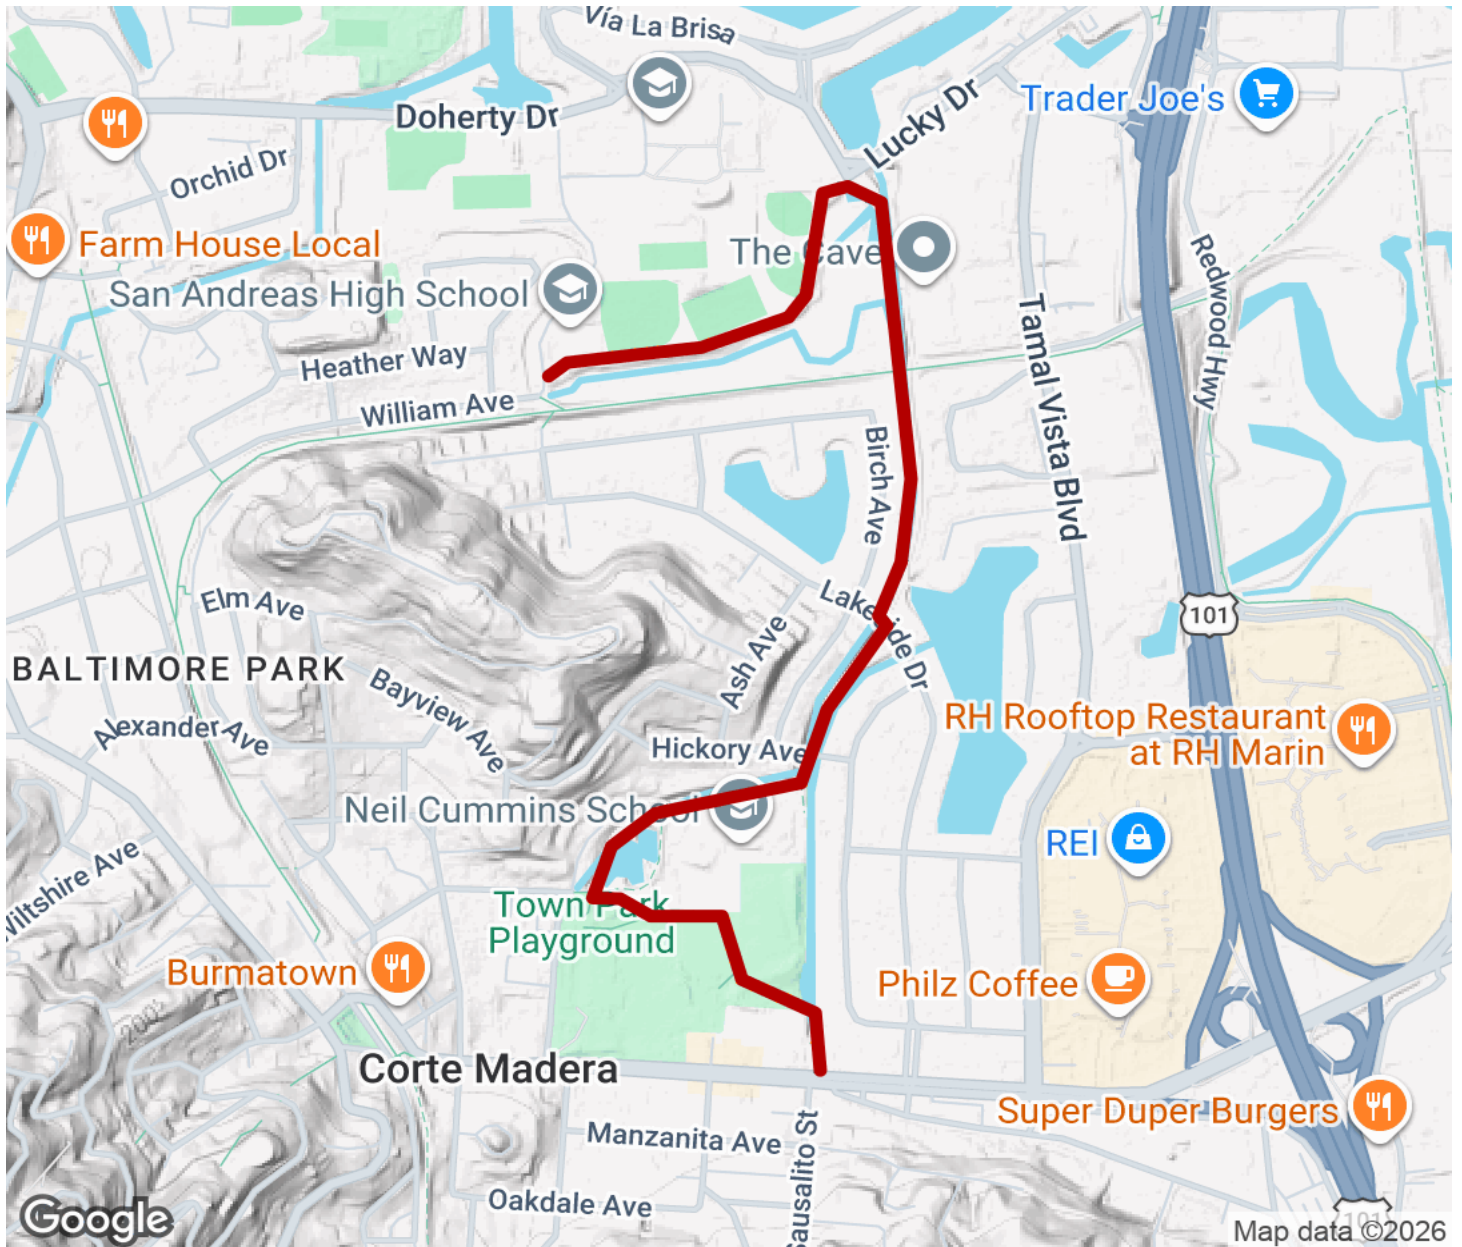 Vía La Brisa
Doherty Dr
Lucky Dr
Trader Joe's
Orchid Dr
Farm House Local
The Cave
San Andreas High School
Redwood Hwy
Tamal Vista Blvd
Heather Way
William Ave
Birch Ave
Elm Ave
Lakeside Dr
101
Ash Ave
BALTIMORE PARK
Bayview Ave
Alexander Ave
RH Rooftop Restaurant
at RH Marin
Hickory Ave
Neil Cummins School
REI
Wiltshire Ave
Town Park
Playground
Burmatown
Philz Coffee
200
Corte Madera
Super Duper Burgers
Manzanita Ave
Sausalito St
Oakdale Ave
101
Google
Map data ©2026